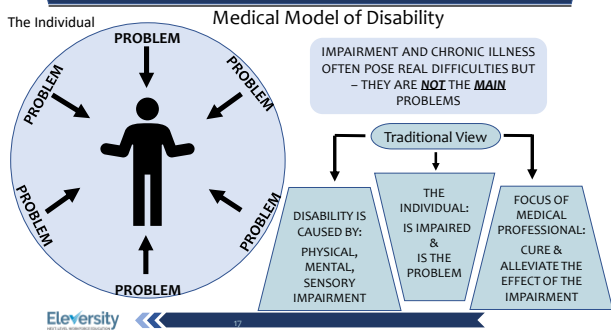 The Individual
Medical Model of Disability
PROBLEM
PROBLEM
PROBLEM
PROBLEM
PROBLEM
PROBLEM
IMPAIRMENT AND CHRONIC ILLNESS
OFTEN POSE REAL DIFFICULTIES BUT
– THEY ARE NOT THE MAIN
PROBLEMS
Traditional View
DISABILITY IS
CAUSED BY:
PHYSICAL,
MENTAL,
SENSORY
IMPAIRMENT
THE
INDIVIDUAL:
IS IMPAIRED
&
IS THE
PROBLEM
FOCUS OF
MEDICAL
PROFESSIONAL:
CURE &
ALLEVIATE THE
EFFECT OF THE
IMPAIRMENT
Eleversity
17